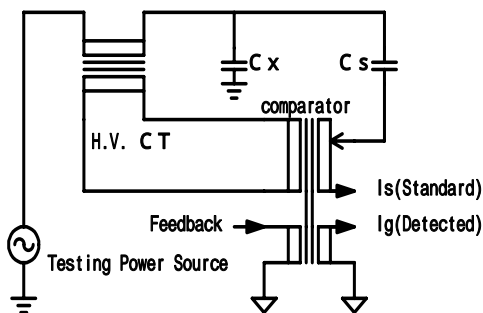 Cx
Cs
comparator
H.V. CT
Is(Standard)
Feedback
Ig(Detected)
Testing Power Source